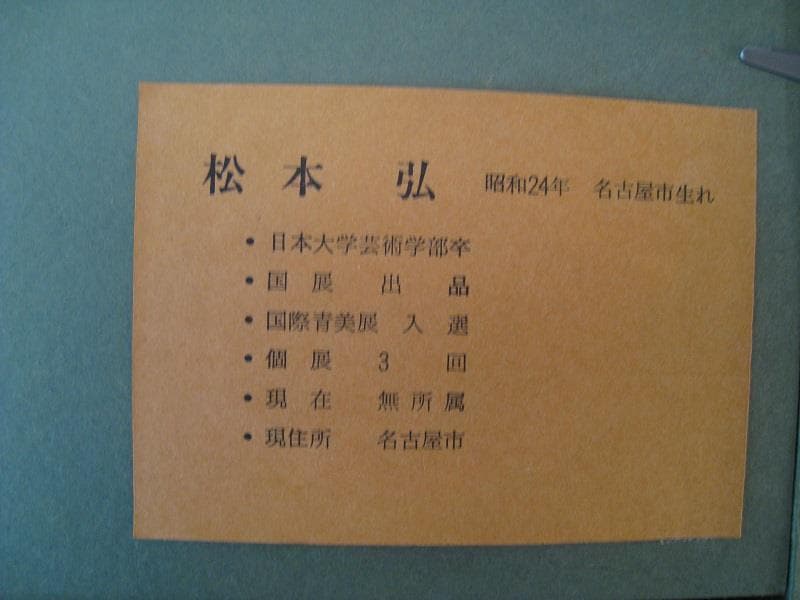 松本 弘 昭和24年 名古屋市生れ
• 日本大学芸術学部卒
• 国展 出品
• 国際青美展 入選
• 個展 3回
• 現在 無所属
• 現住所 名古屋市